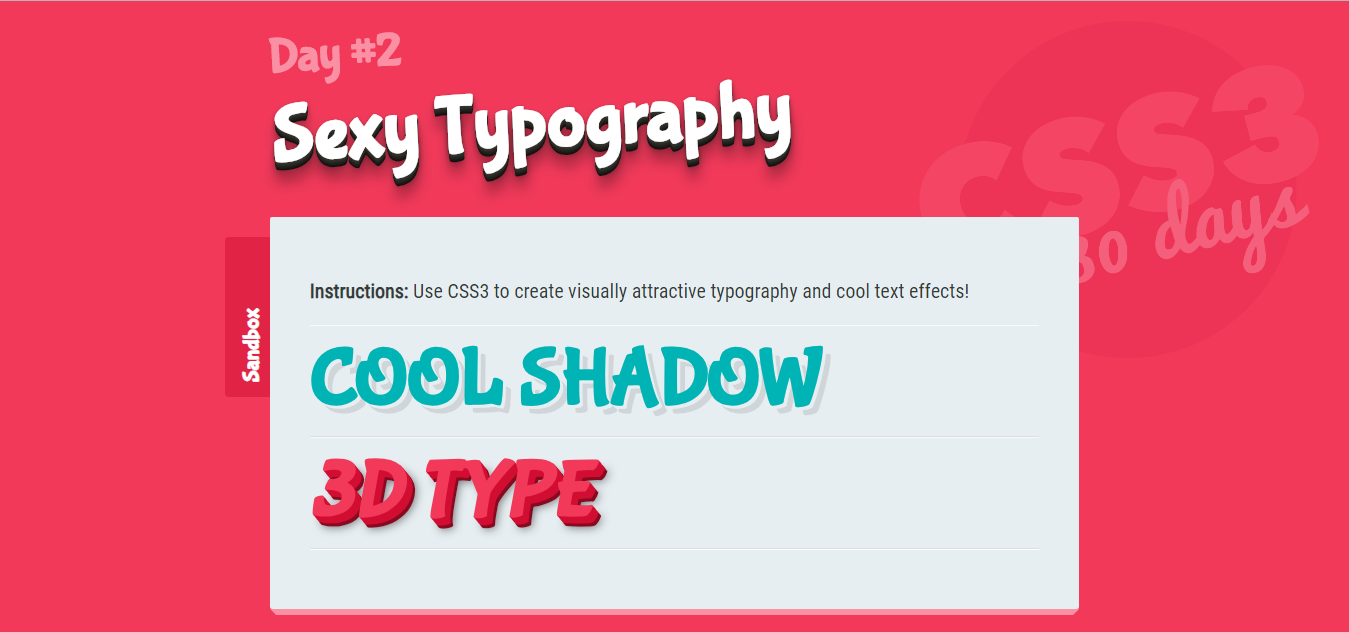 Day #2
Sexy Typography
CSS3
30 days
Sandbox
Instructions: Use CSS3 to create visually attractive typography and cool text effects!
COOL SHADOW
3D TYPE